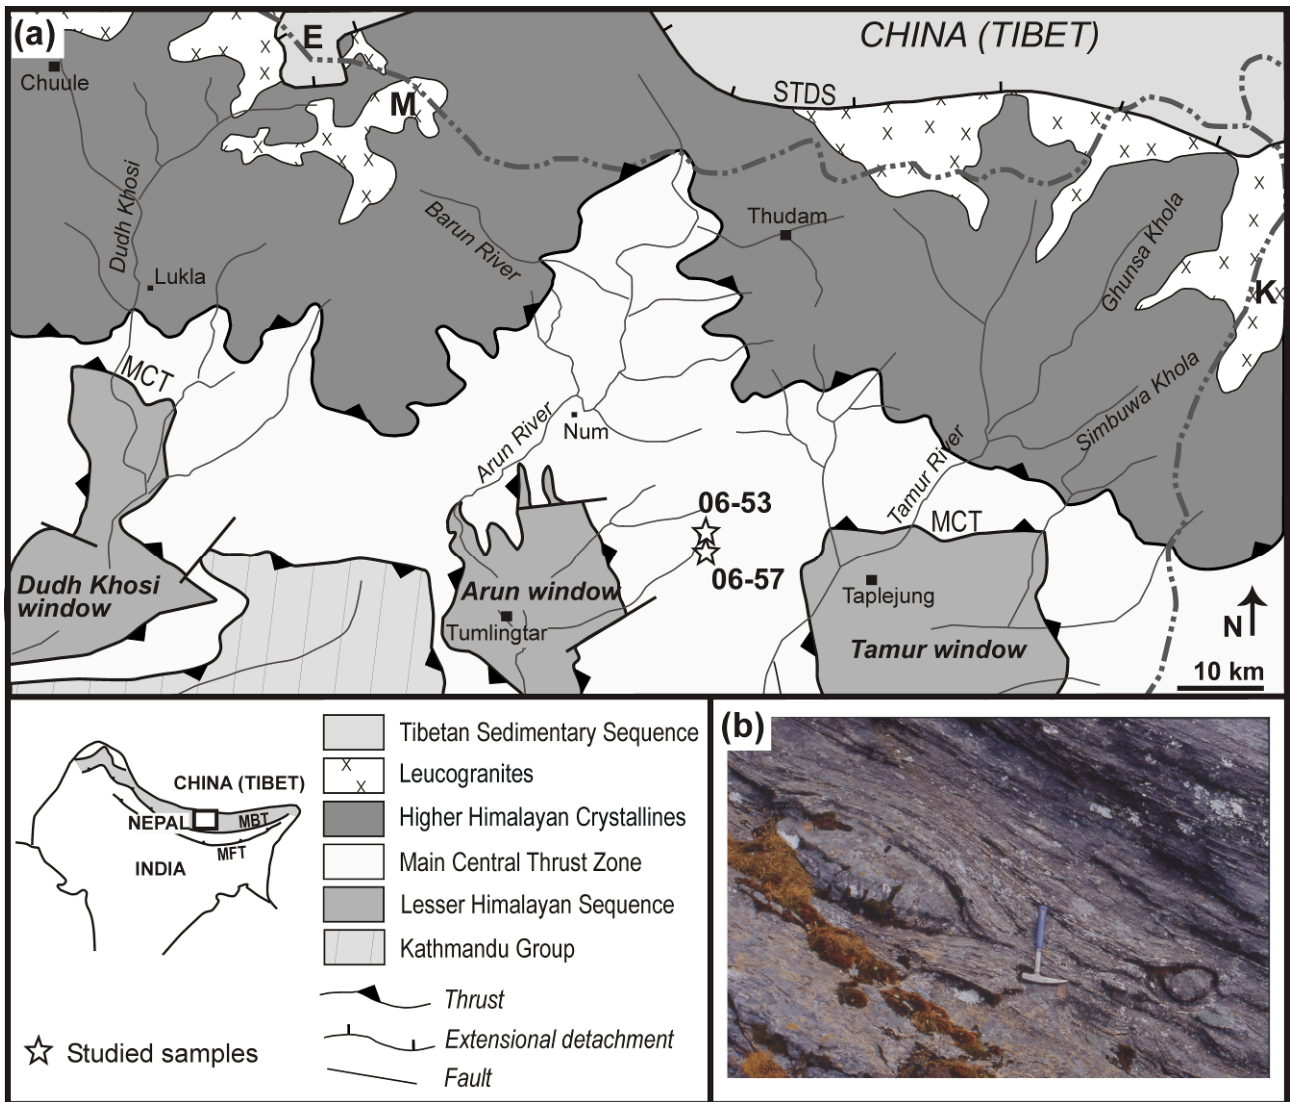 (a)
E
CHINA (TIBET)
Chuule
M
STDS
Dudh Khosi
Barun River
Thudam
Ghunsa Khola
Lukla
K
MCT
Simbuwa Khola
Arun River
Num
Tamur River
06-53
MCT
Dudh Khosi
window
Arun window
06-57
Taplejung
Tumlingtar
Tamur window
N
10 km
CHINA (TIBET)
NEPAL
MBT
MFT
INDIA
Tibetan Sedimentary Sequence
Leucogranites
Higher Himalayan Crystallines
Main Central Thrust Zone
Lesser Himalayan Sequence
Kathmandu Group
Thrust
Extensional detachment
Fault
Studied samples
(b)